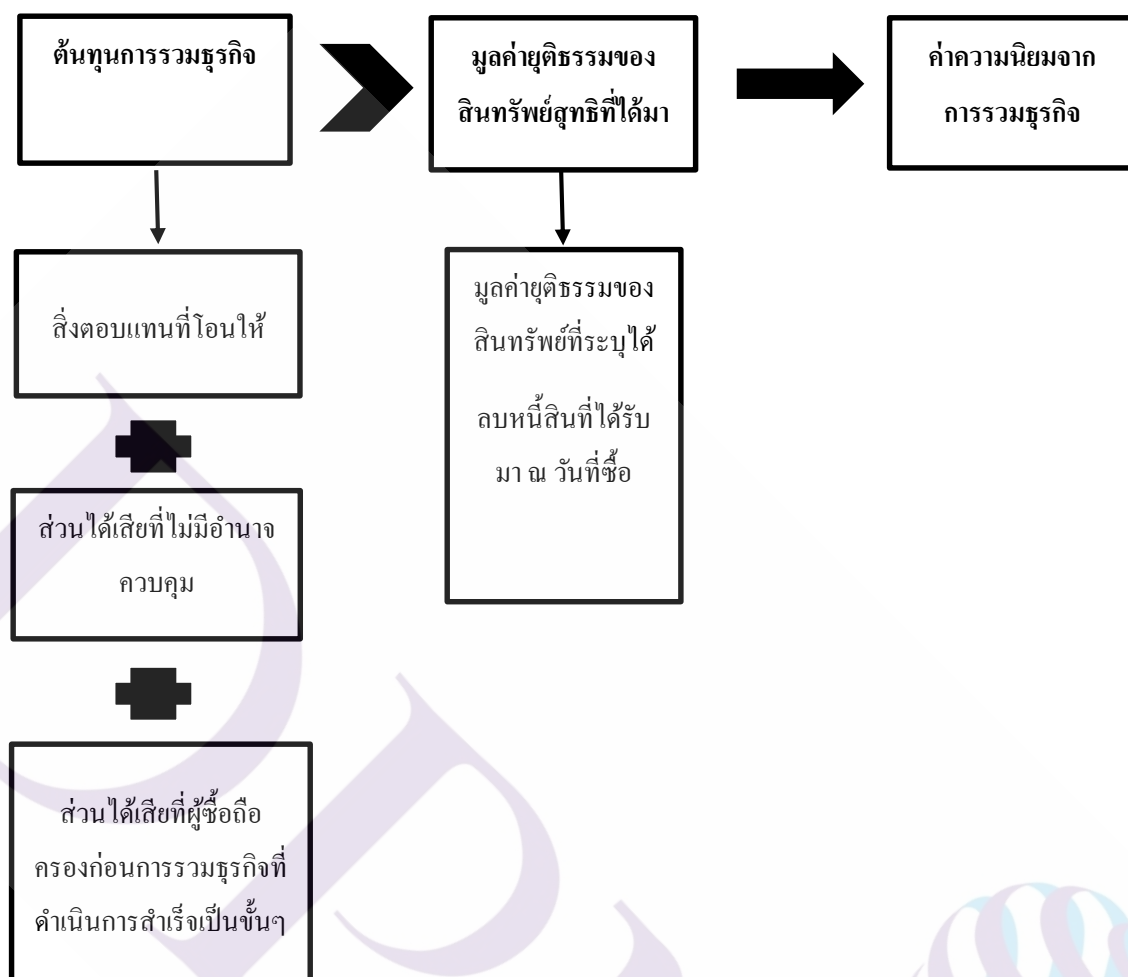 ต้นทุนการรวมธุรกิจ
มูลค่ายุติธรรมของ
สินทรัพย์สุทธิที่ได้มา
ค่าความนิยมจาก
การรวมธุรกิจ
สิ่งตอบแทนที่โอนให้
ส่วนได้เสียที่ไม่มีอำนาจ
ควบคุม
ส่วนได้เสียที่ผู้ซื้อถือ
ครองก่อนการรวมธุรกิจที่
ดำเนินการสำเร็จเป็นขั้นๆ
มูลค่ายุติธรรมของ
สินทรัพย์ที่ระบุได้
ลบหนี้สินที่ได้รับ
มา ณ วันที่ซื้อ